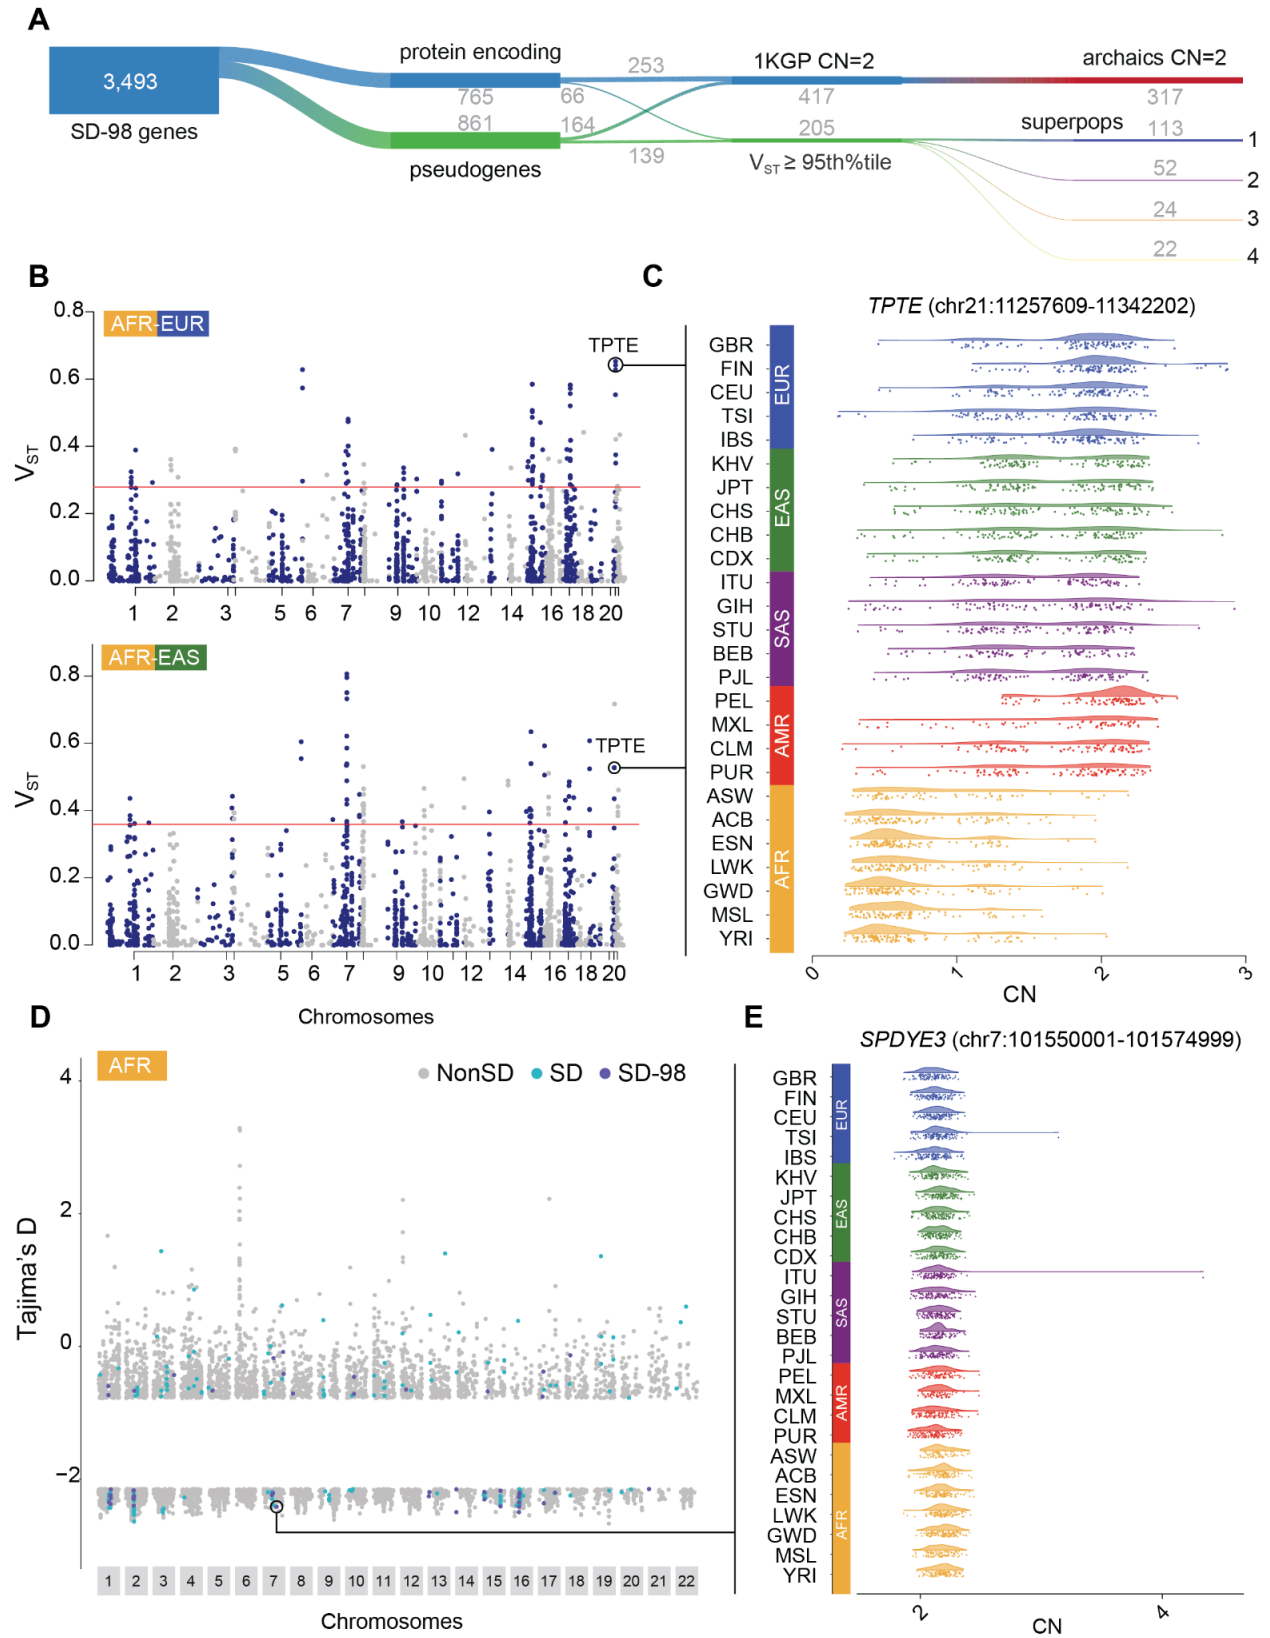 A
3,493
SD-98 genes
protein encoding
765
861
pseudogenes
253
66
164
139
1KGP CN=2
417
205
VST ≥ 95th%tile
archaics CN=2
317
superpops
113
1
52
2
24
3
22
4
B
AFR-EUR
TPTE
VST
0.8
0.6
0.4
0.2
0.0
1 2 3 5 6 7 9 10 12 14 16 18 20
AFR-EAS
TPTE
VST
0.8
0.6
0.4
0.2
0.0
1 2 3 5 6 7 9 10 12 14 16 18 20
Chromosomes
C
TPTE (chr21:11257609-11342202)
EUR
GBR
FIN
CEU
TSI
IBS
EAS
KHV
JPT
CHS
CHB
CDX
SAS
ITU
GIH
STU
BEB
PJL
AMR
PEL
MXL
CLM
PUR
AFR
ASW
ACB
ESN
LWK
GWD
MSL
YRI
0 1 2 3
CN
D
AFR
NonSD SD SD-98
Tajima's D
4
2
0
−2
1 2 3 4 5 6 7 8 9 10 11 12 13 14 15 16 17 18 19 20 21 22
Chromosomes
E
SPDYE3 (chr7:101550001-101574999)
EUR
GBR
FIN
CEU
TSI
IBS
EAS
KHV
JPT
CHS
CHB
CDX
SAS
ITU
GIH
STU
BEB
PJL
AMR
PEL
MXL
CLM
PUR
AFR
ASW
ACB
ESN
LWK
GWD
MSL
YRI
2 4
CN